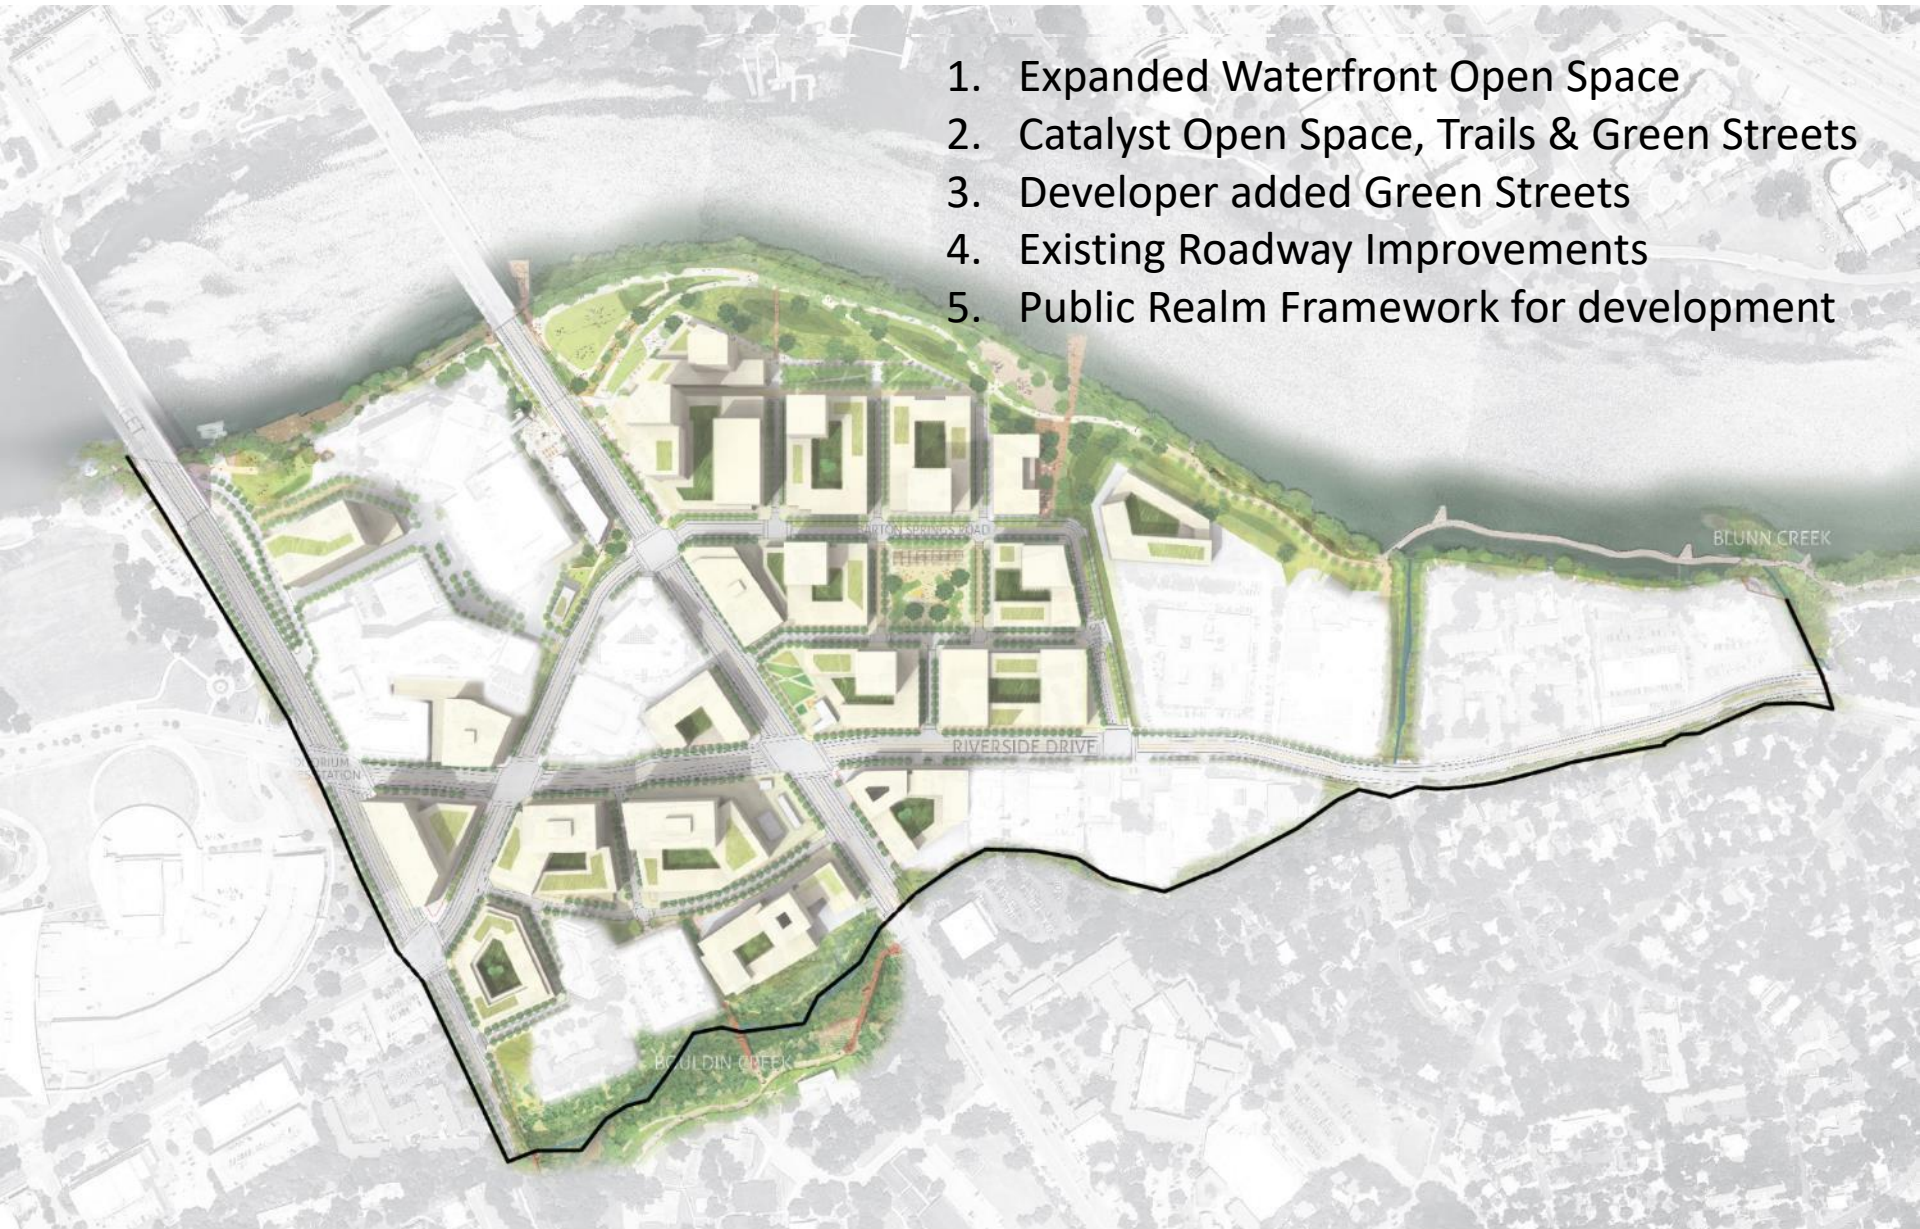 1. Expanded Waterfront Open Space
2. Catalyst Open Space, Trails & Green Streets
3. Developer added Green Streets
4. Existing Roadway Improvements
5. Public Realm Framework for development
BARTON SPRINGS ROAD
BLUNN CREEK
RIVERSIDE DRIVE
STATION
BOULDIN CREEK